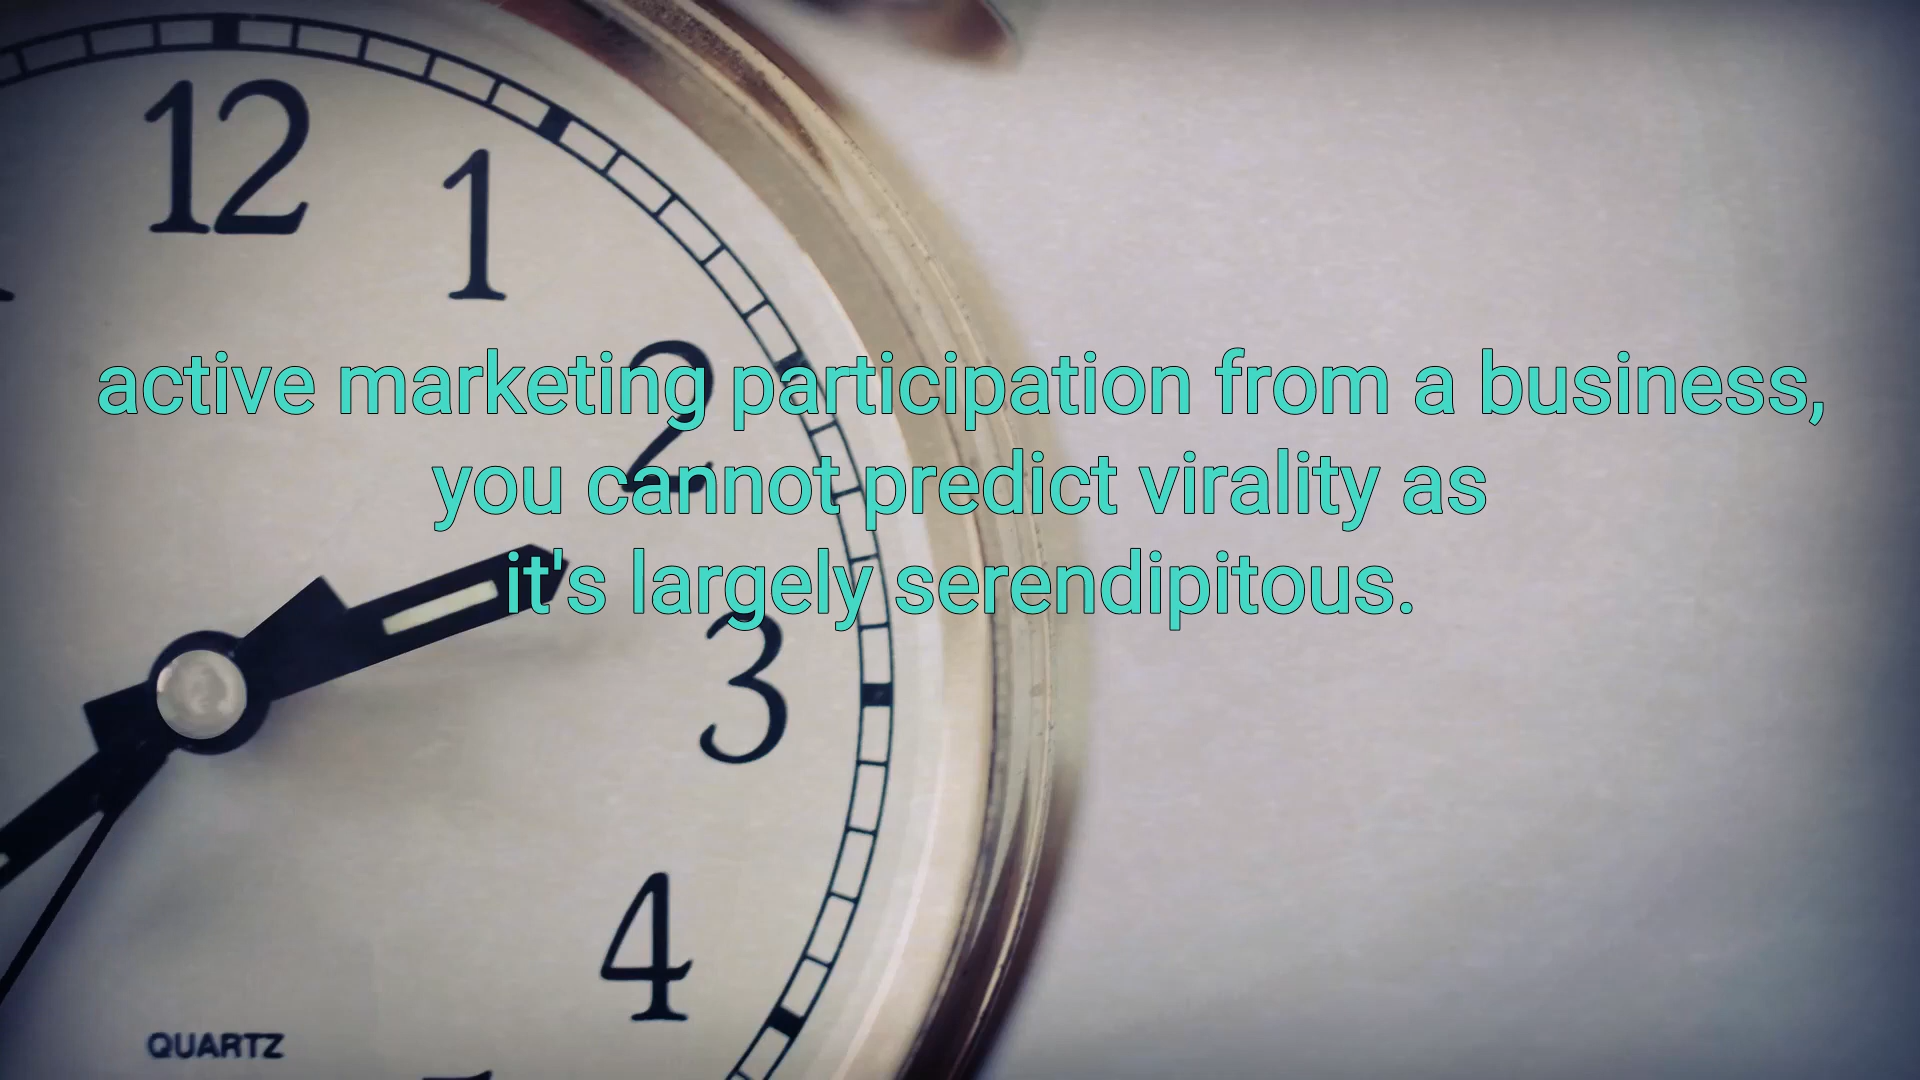 12
1
2
active marketing participation from a business,
you cannot predict virality as
it's largely serendipitous.
3
4
QUARTZ